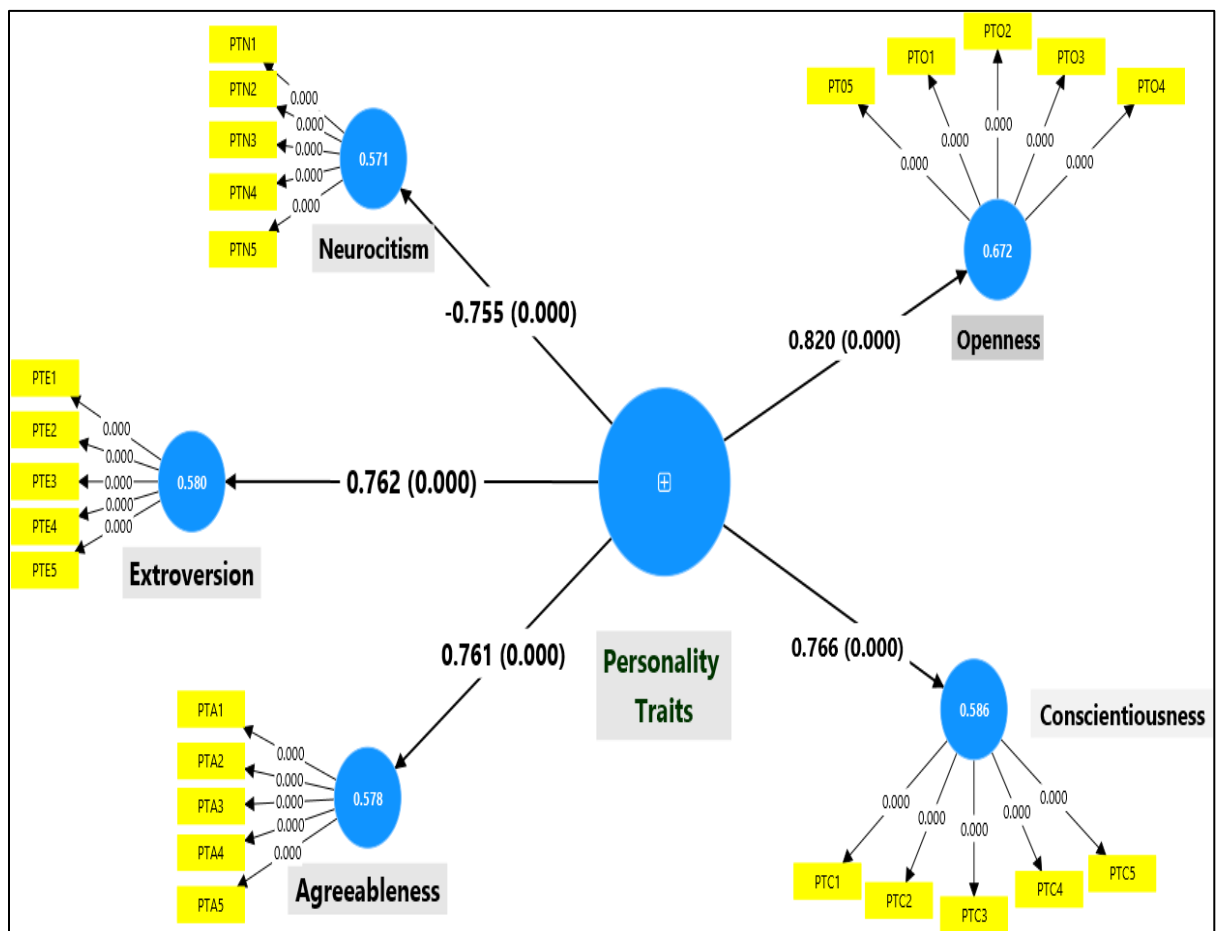 PTN1
PTN2
PTN3
PTN4
PTN5
0.000
0.000
0.000
0.000
0.000
0.571
Neurocitism
-0.755 (0.000)
PT05
PTO1
PTO2
PTO3
PTO4
0.000
0.000
0.000
0.000
0.000
0.672
Openness
0.820 (0.000)
PTE1
PTE2
PTE3
PTE4
PTE5
0.000
0.000
0.000
0.000
0.000
0.580
Extroversion
0.762 (0.000)
Personality
Traits
0.761 (0.000)
PTA1
PTA2
PTA3
PTA4
PTA5
0.000
0.000
0.000
0.000
0.000
0.578
Agreeableness
0.766 (0.000)
0.586
Conscientiousness
0.000
0.000
0.000
0.000
0.000
PTC1
PTC2
PTC3
PTC4
PTC5